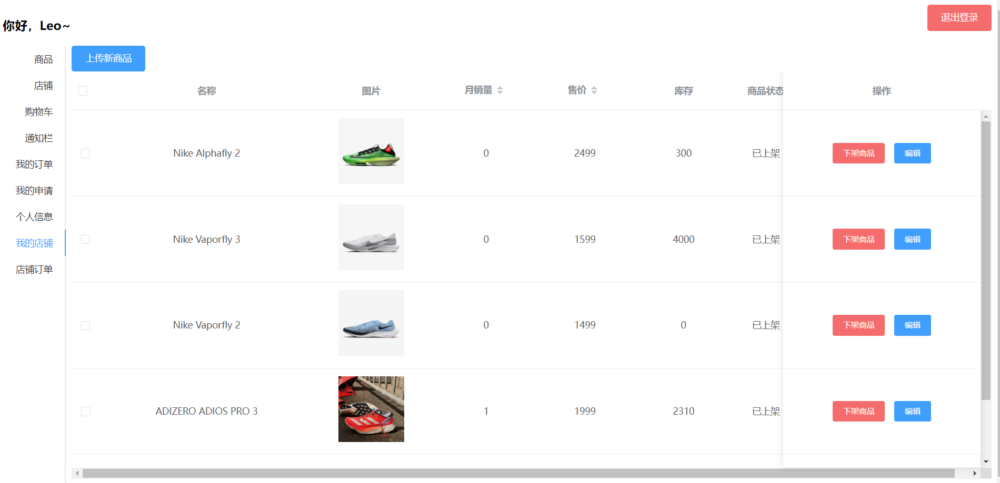 退出登录
你好，Leo~
商品
店铺
购物车
通知栏
我的订单
我的申请
个人信息
我的店铺
店铺订单
上传新商品
名称 图片 月销量 售价 库存 商品状态 操作
Nike Alphafly 2 0 2499 300 已上架 下架商品 编辑
Nike Vaporfly 3 0 1599 4000 已上架 下架商品 编辑
Nike Vaporfly 2 0 1499 0 已上架 下架商品 编辑
ADIZERO ADIOS PRO 3 1 1999 2310 已上架 下架商品 编辑